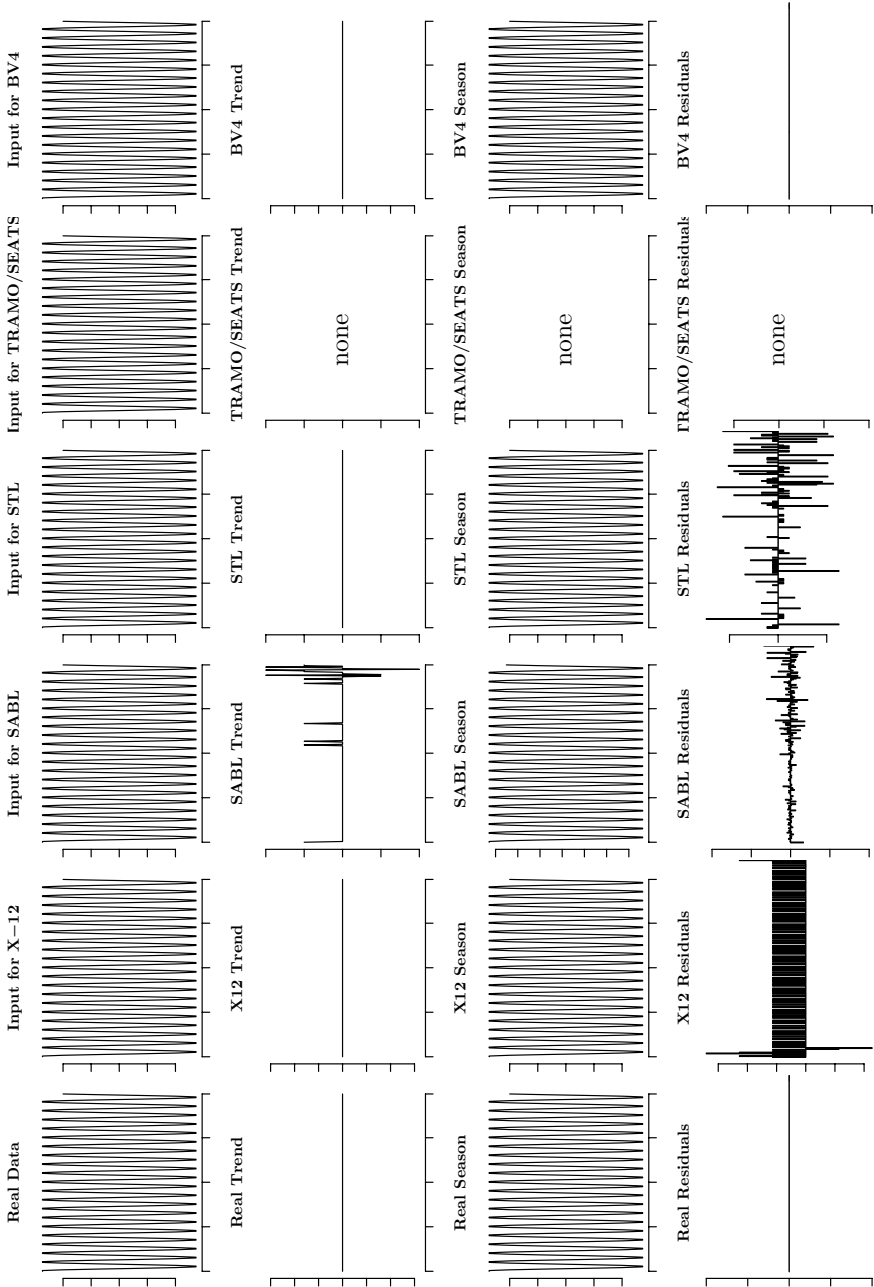 Real Data
Input for X−12
Input for SABL
Input for STL
Input for TRAMO/SEATS
Input for BV4
Real Trend
X12 Trend
SABL Trend
STL Trend
TRAMO/SEATS Trend
BV4 Trend
none
Real Season
X12 Season
SABL Season
STL Season
TRAMO/SEATS Season
BV4 Season
none
Real Residuals
X12 Residuals
SABL Residuals
STL Residuals
TRAMO/SEATS Residuals
BV4 Residuals
none